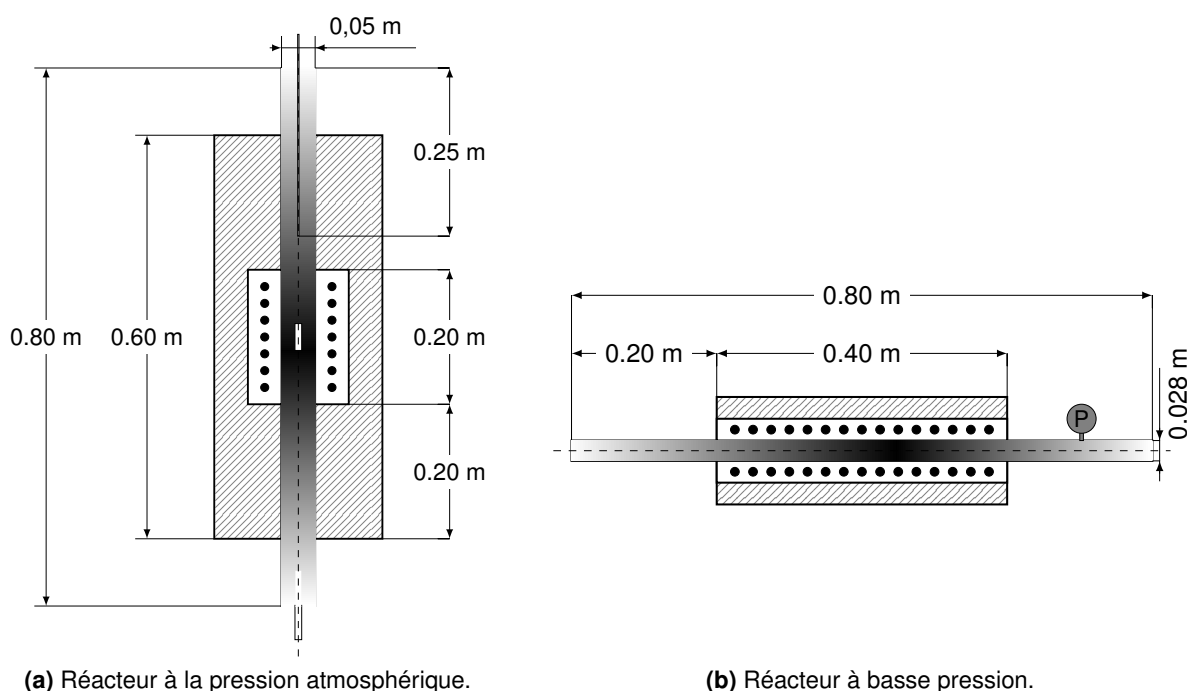 0,05 m
0.25 m
0.80 m
0.60 m
0.20 m
0.20 m
(a) Réacteur à la pression atmosphérique.
0.80 m
0.20 m
0.40 m
0.028 m
P
(b) Réacteur à basse pression.